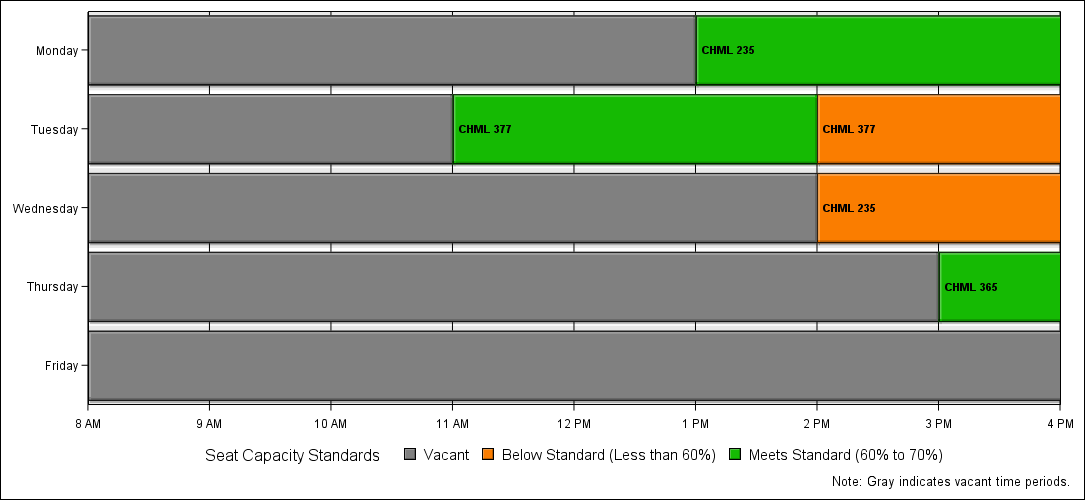 Monday
CHML 235
Tuesday
CHML 377
CHML 377
Wednesday
CHML 235
Thursday
CHML 365
Friday
8 AM 9 AM 10 AM 11 AM 12 PM 1 PM 2 PM 3 PM 4 PM
Seat Capacity Standards Vacant Below Standard (Less than 60%) Meets Standard (60% to 70%)
Note: Gray indicates vacant time periods.